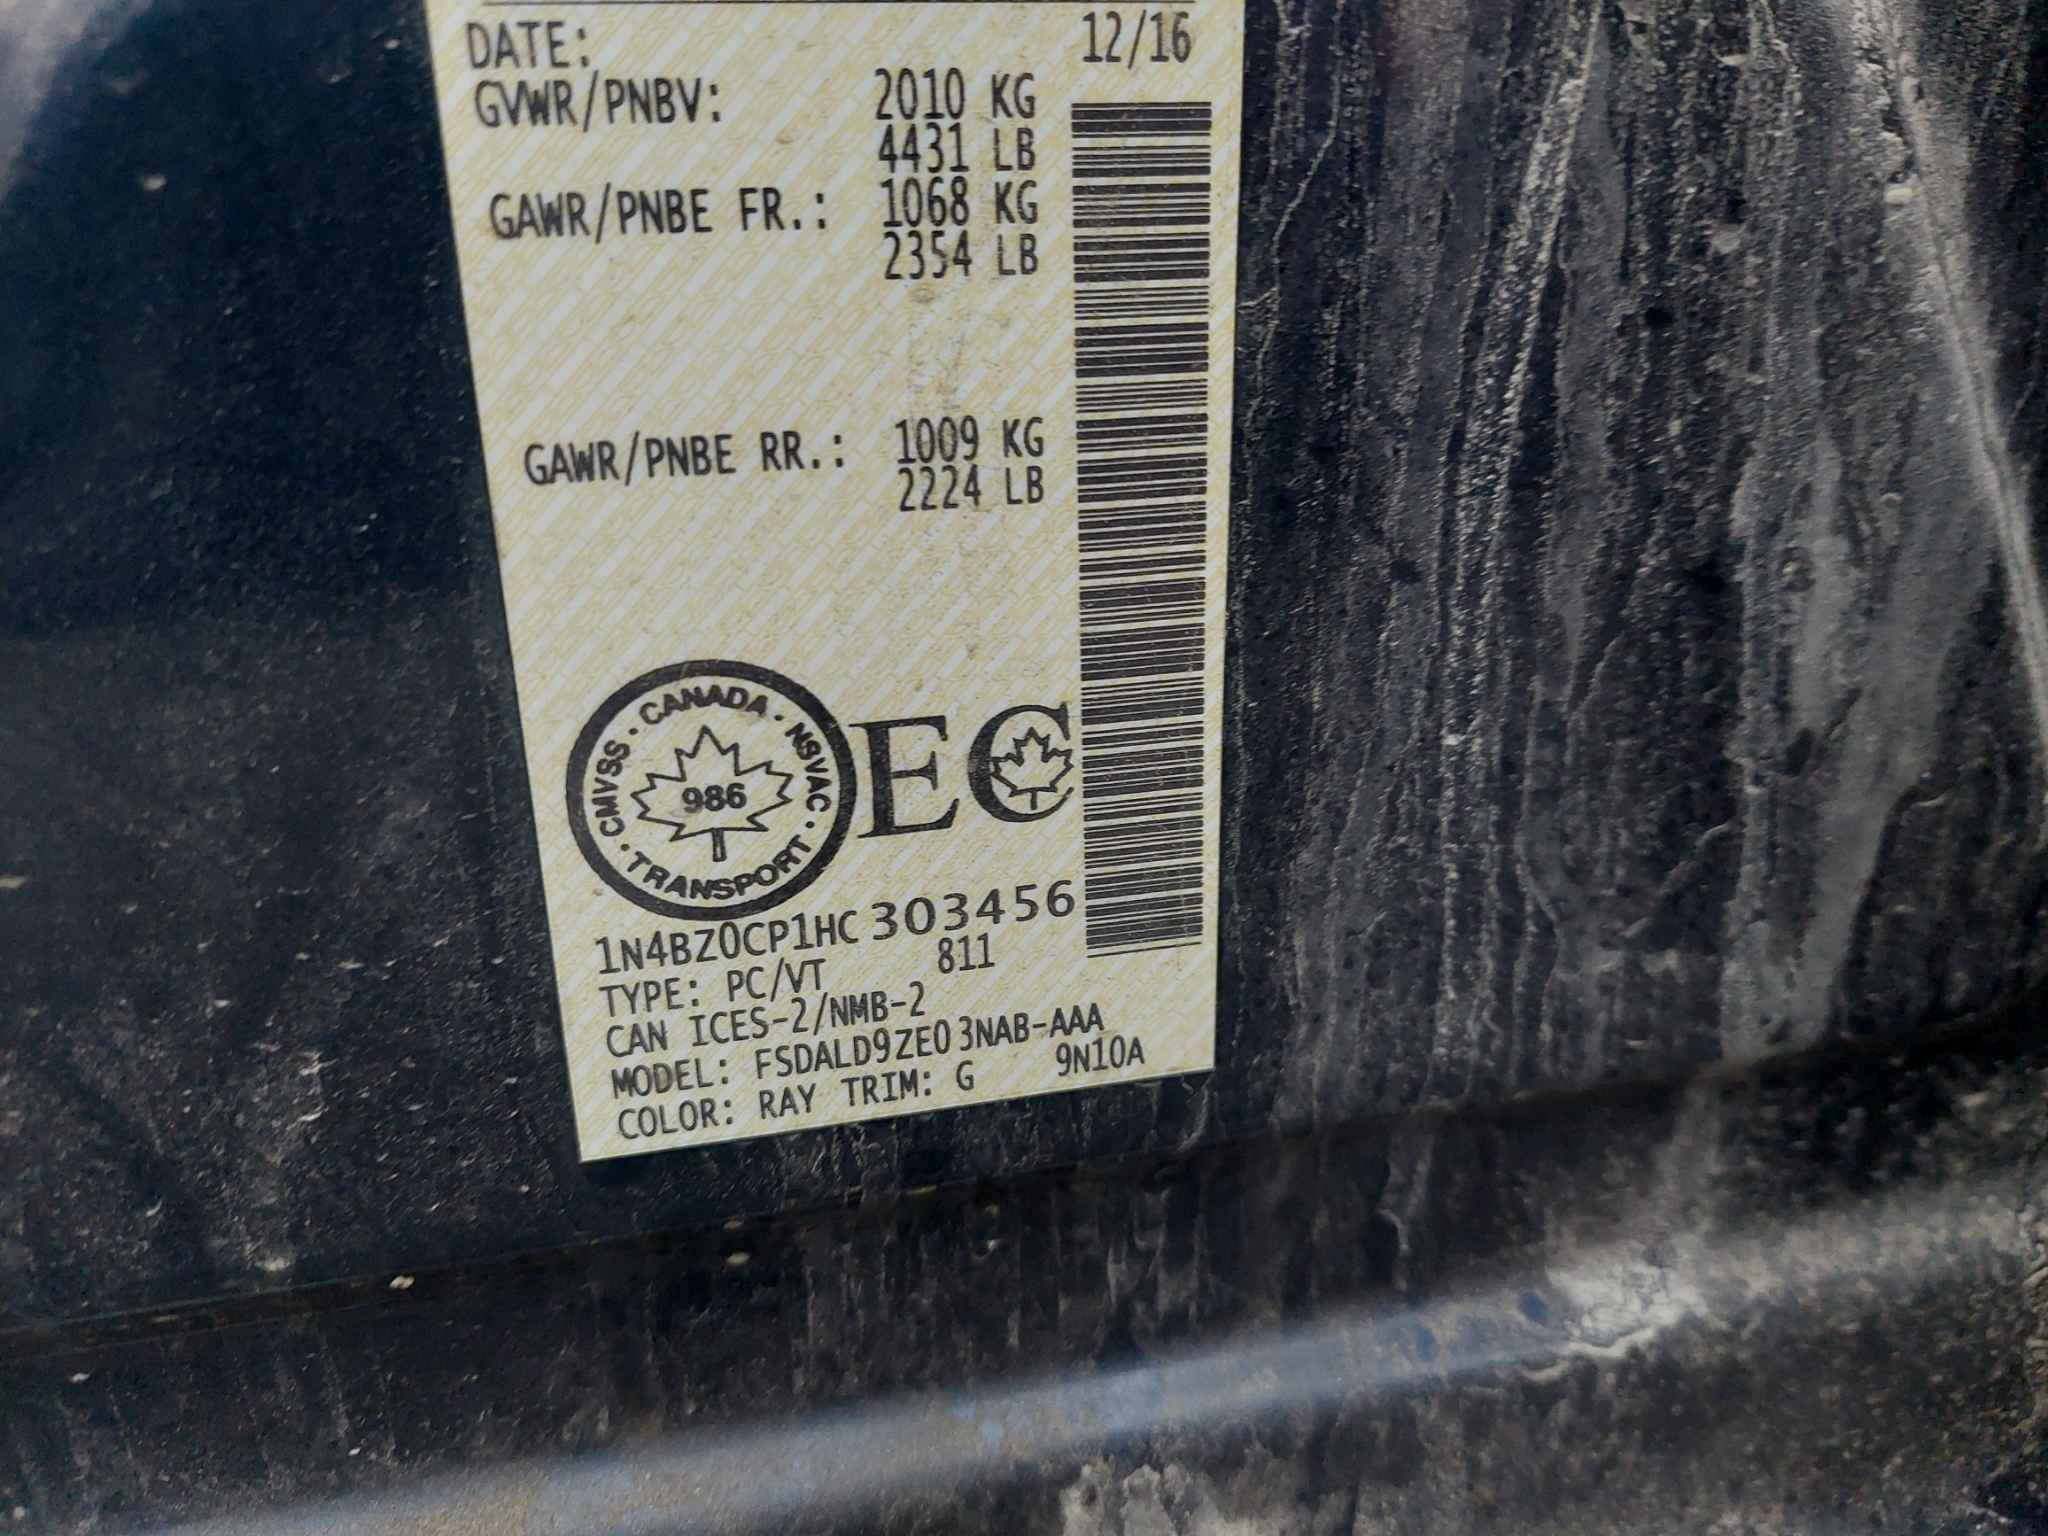 DATE: 12/16
GVWR/PNBV: 2010 KG
4431 LB
GAWR/PNBE FR.: 1068 KG
2354 LB
GAWR/PNBE RR.: 1009 KG
2224 LB
CMVSS · CANADA · NSVAC · TRANSPORT
986
EC
1N4BZ0CP1HC303456
TYPE: PC/VT 811
CAN ICES-2/NMB-2
MODEL: FSDALD9ZE03NAB-AAA
COLOR: RAY TRIM: G 9N10A